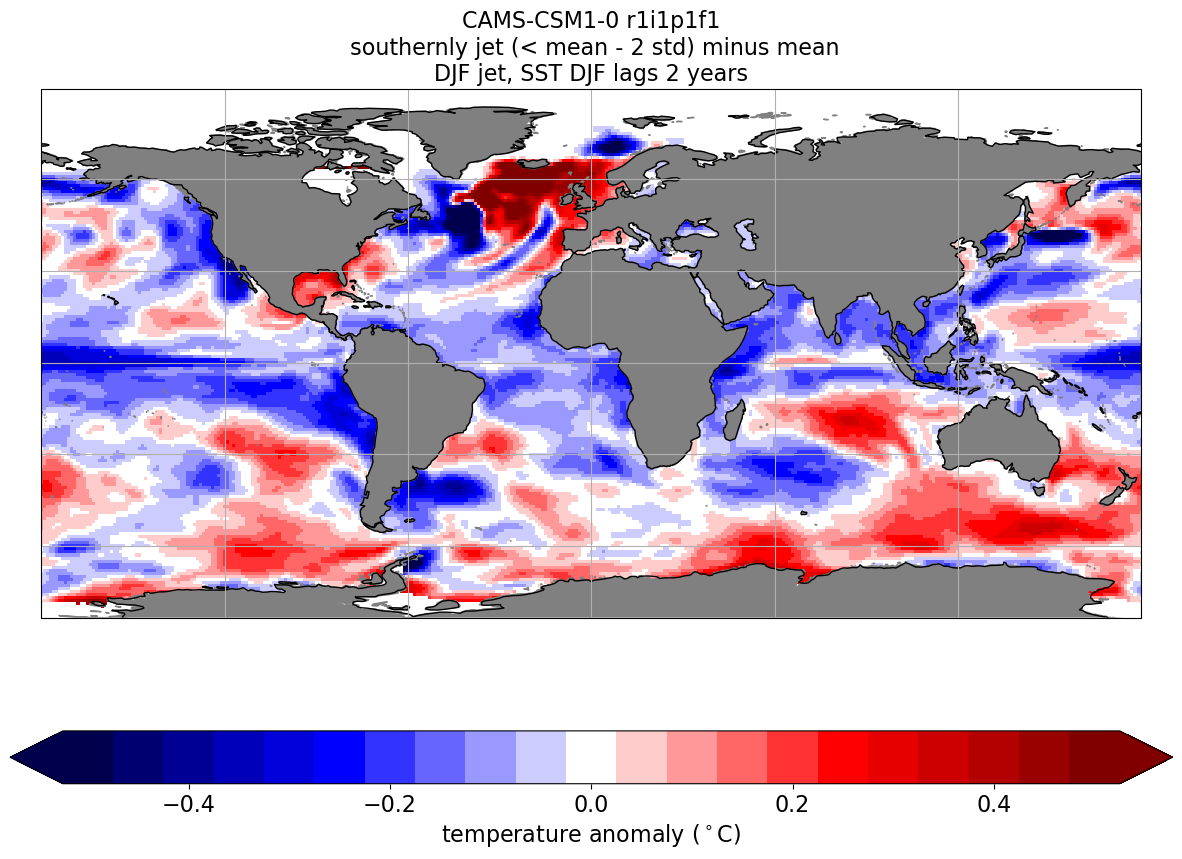 CAMS-CSM1-0 r1i1p1f1
southernly jet (< mean - 2 std) minus mean
DJF jet, SST DJF lags 2 years
−0.4 −0.2 0.0 0.2 0.4
temperature anomaly (°C)